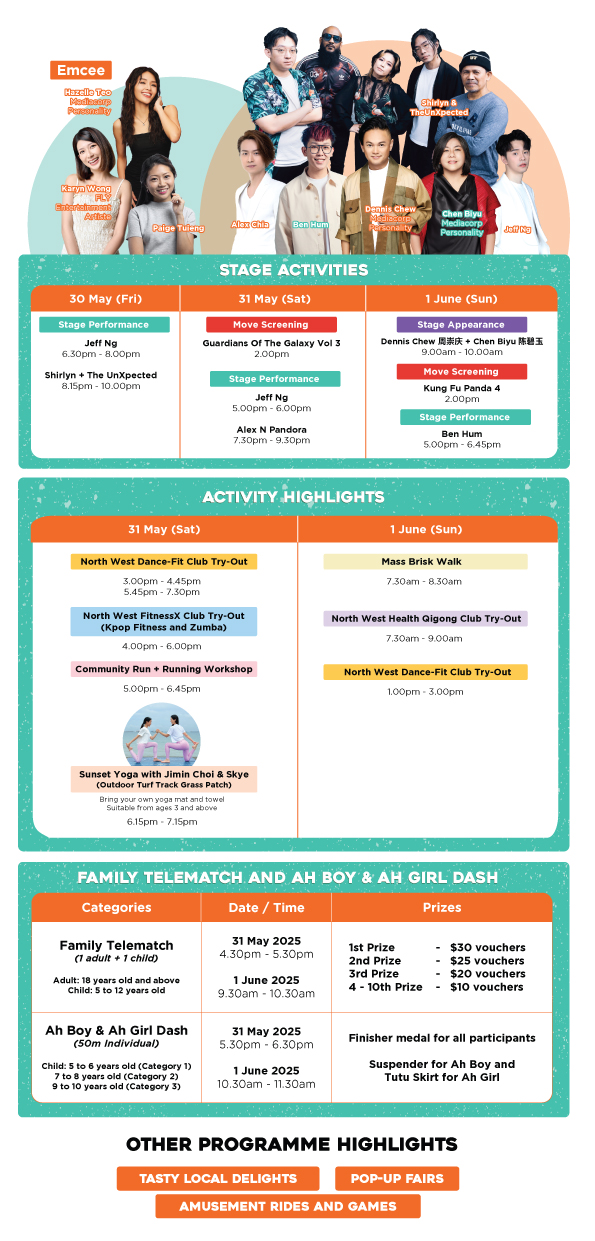 Emcee
Hazelle Teo
Mediacorp
Personality
Shirlyn &
TheUnXpected
Karyn Wong
FLY
Entertainment
Artiste
Paige Tuieng
Alex Chia
Ben Hum
Dennis Chew
Mediacorp
Personality
Chen Biyu
Mediacorp
Personality
Jeff Ng
STAGE ACTIVITIES
30 May (Fri)
31 May (Sat)
1 June (Sun)
Stage Performance
Jeff Ng
6.30pm - 8.00pm
Shirlyn + The UnXpected
8.15pm - 10.00pm
Move Screening
Guardians Of The Galaxy Vol 3
2.00pm
Stage Performance
Jeff Ng
5.00pm - 6.00pm
Alex N Pandora
7.30pm - 9.30pm
Stage Appearance
Dennis Chew 周崇庆 + Chen Biyu 陈碧玉
9.00am - 10.00am
Move Screening
Kung Fu Panda 4
2.00pm
Stage Performance
Ben Hum
5.00pm - 6.45pm
ACTIVITY HIGHLIGHTS
31 May (Sat)
1 June (Sun)
North West Dance-Fit Club Try-Out
3.00pm - 4.45pm
5.45pm - 7.30pm
North West FitnessX Club Try-Out
(Kpop Fitness and Zumba)
4.00pm - 6.00pm
Community Run + Running Workshop
5.00pm - 6.45pm
Sunset Yoga with Jimin Choi & Skye
(Outdoor Turf Track Grass Patch)
Bring your own yoga mat and towel
Suitable from ages 3 and above
6.15pm - 7.15pm
Mass Brisk Walk
7.30am - 8.30am
North West Health Qigong Club Try-Out
7.30am - 9.00am
North West Dance-Fit Club Try-Out
1.00pm - 3.00pm
FAMILY TELEMATCH AND AH BOY & AH GIRL DASH
Categories
Date / Time
Prizes
Family Telematch
(1 adult + 1 child)
Adult: 18 years old and above
Child: 5 to 12 years old
31 May 2025
4.30pm - 5.30pm
1 June 2025
9.30am - 10.30am
1st Prize - $30 vouchers
2nd Prize - $25 vouchers
3rd Prize - $20 vouchers
4 - 10th Prize - $10 vouchers
Ah Boy & Ah Girl Dash
(50m Individual)
Child: 5 to 6 years old (Category 1)
7 to 8 years old (Category 2)
9 to 10 years old (Category 3)
31 May 2025
5.30pm - 6.30pm
1 June 2025
10.30am - 11.30am
Finisher medal for all participants
Suspender for Ah Boy and
Tutu Skirt for Ah Girl
OTHER PROGRAMME HIGHLIGHTS
TASTY LOCAL DELIGHTS
POP-UP FAIRS
AMUSEMENT RIDES AND GAMES